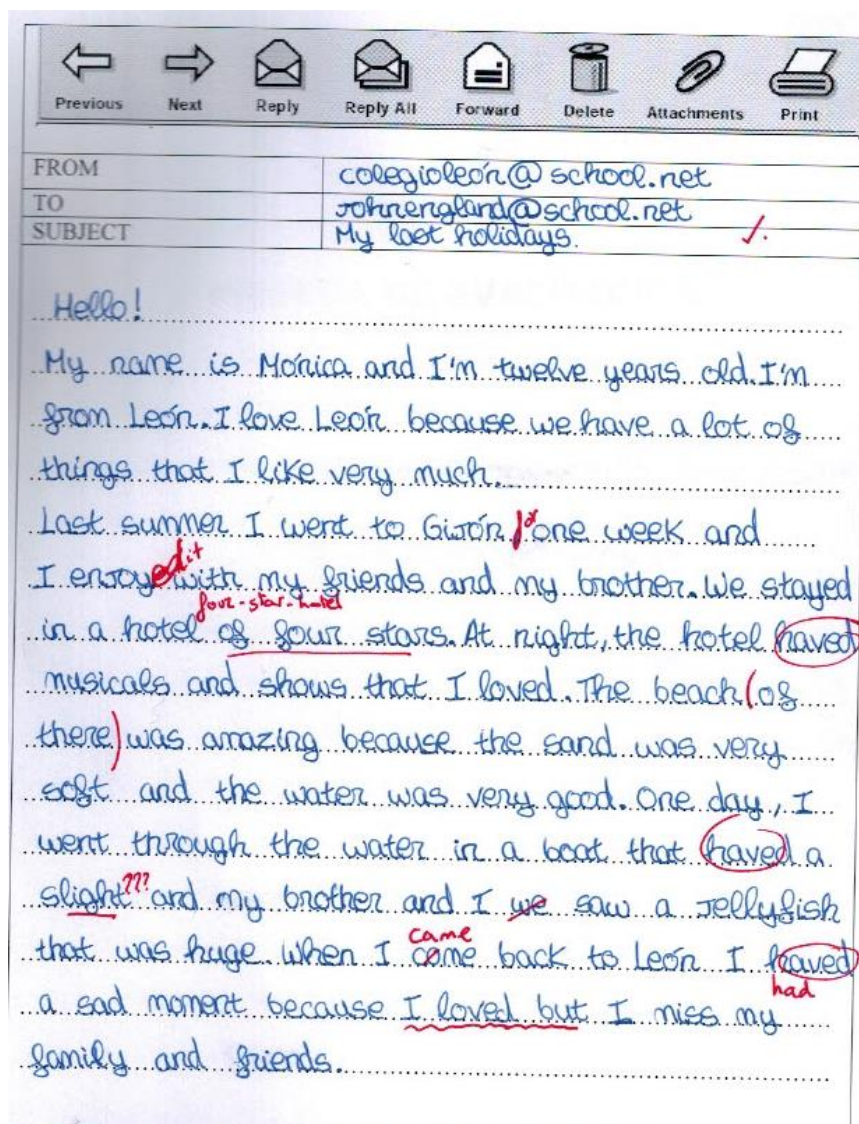 Previous Next Reply Reply All Forward Delete Attachments Print
FROM colegioleón@school.net
TO Johnengland@school.net
SUBJECT My last holidays. ✓.
Hello!
My name is Mónica and I'm twelve years old. I'm
from León. I love León because we have a lot of
things that I like very much.
Last summer I went to Gijón for one week and
I enjoyed it with my friends and my brother. We stayed
four-star-hotel
in a hotel of four stars. At night, the hotel haved
musicals and shows that I loved. The beach (of
there) was amazing because the sand was very
soft and the water was very good. One day, I
went through the water in a boat that haved a
slight ??? and my brother and I we saw a Jellyfish
came
that was huge. When I come back to León I haved
had
a sad moment because I loved but I miss my
family and friends.